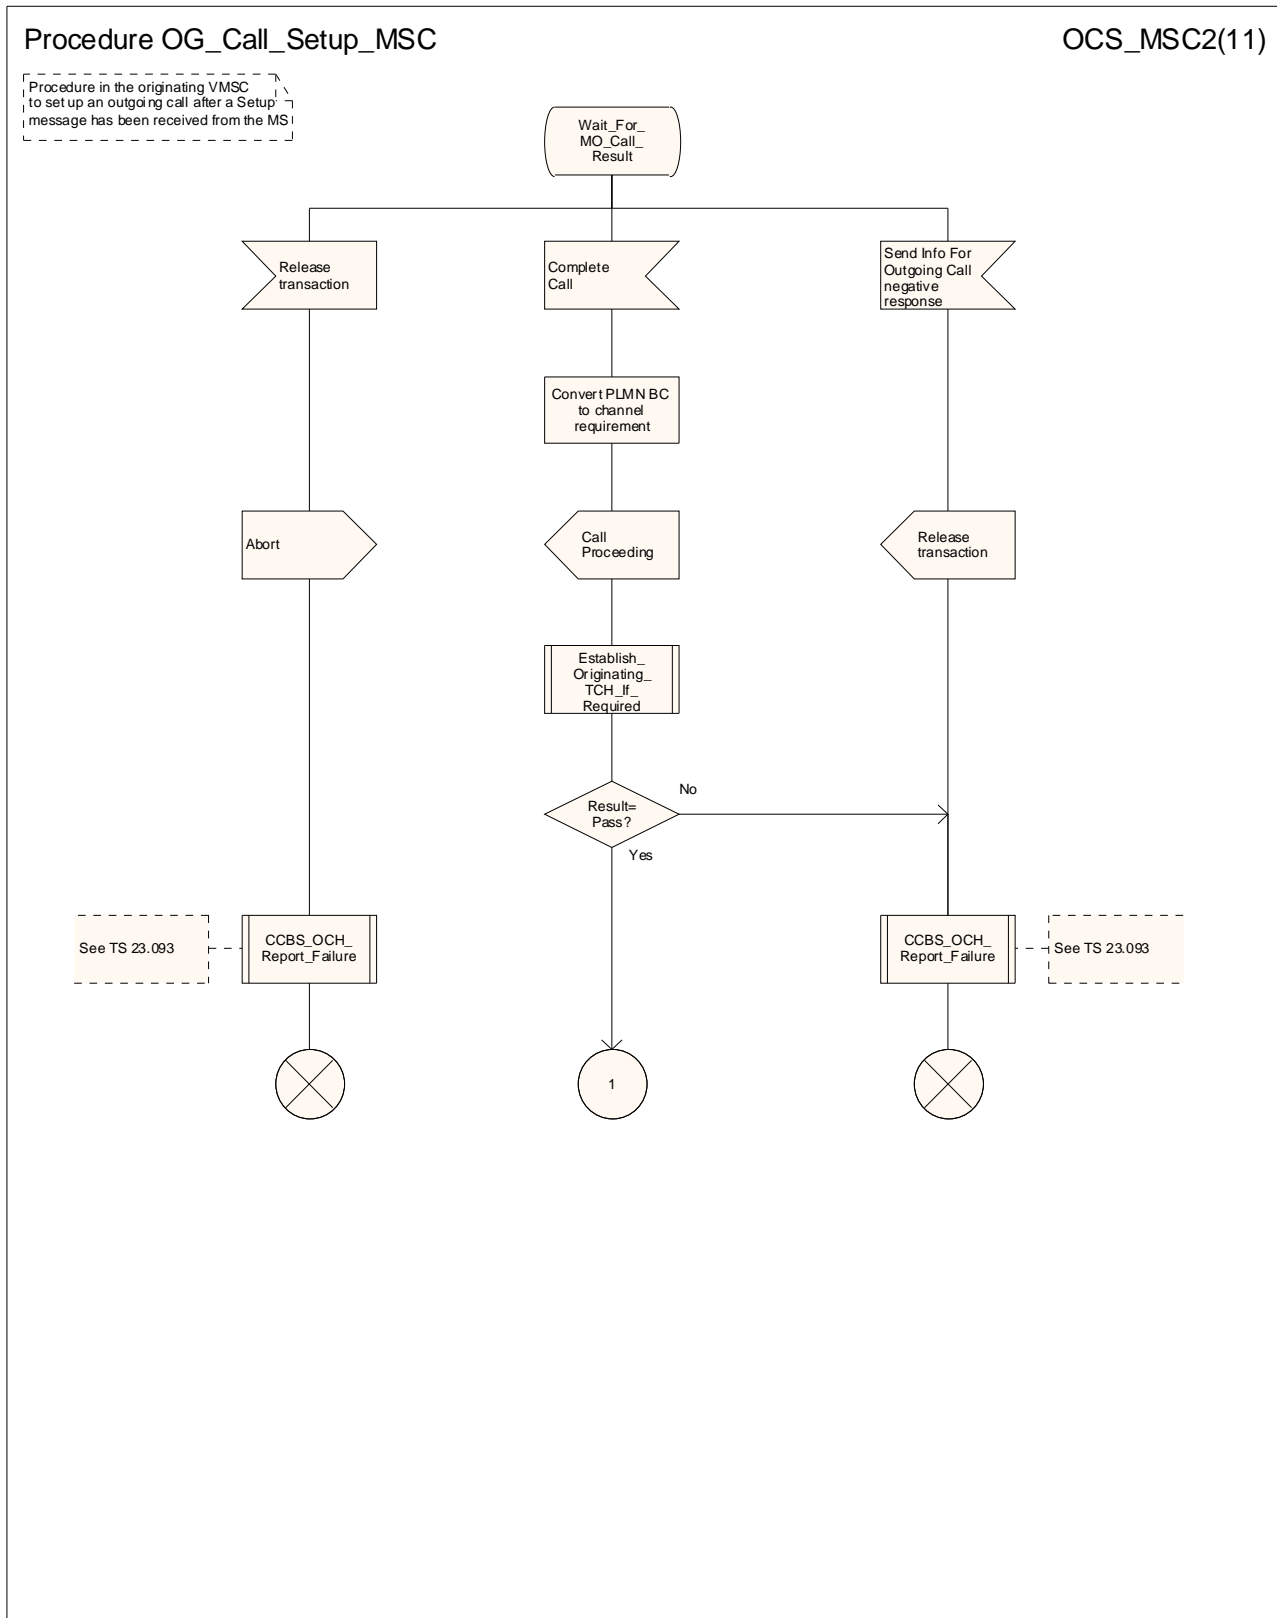 Procedure OG_Call_Setup_MSC
OCS_MSC2(11)
Procedure in the originating VMSC
to set up an outgoing call after a Setup
message has been received from the MS
Wait_For_
MO_Call_
Result
Release
transaction
Complete
Call
Send Info For
Outgoing Call
negative
response
Convert PLMN BC
to channel
requirement
Abort
Call
Proceeding
Release
transaction
Establish_
Originating_
TCH_If_
Required
Result=
Pass?
No
Yes
See TS 23.093
CCBS_OCH_
Report_Failure
CCBS_OCH_
Report_Failure
See TS 23.093
1